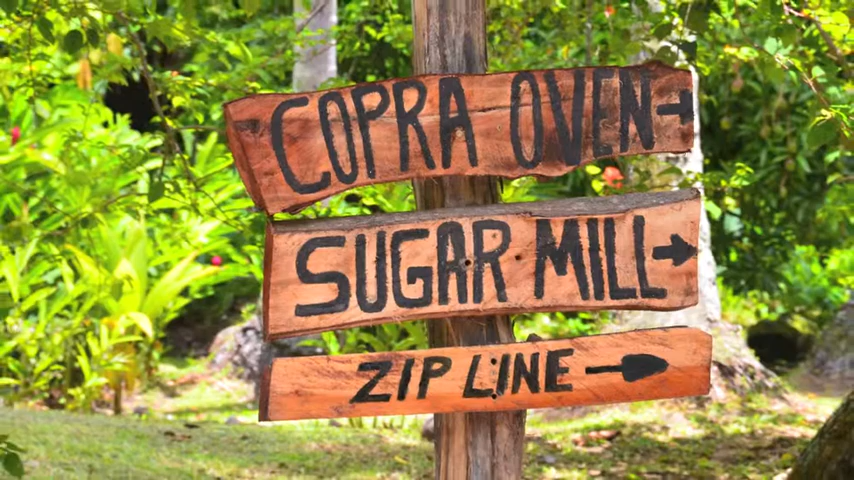 COPRA OVEN →
SUGAR MILL →
ZIP LINE →